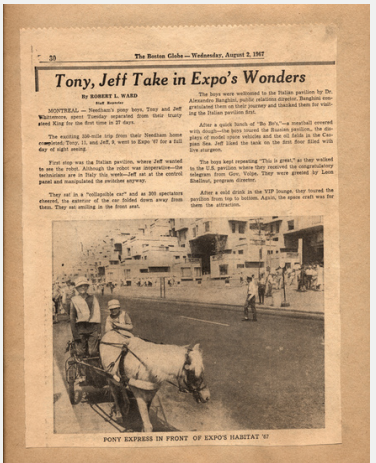 30
The Boston Globe—Wednesday, August 2, 1967
Tony, Jeff Take in Expo's Wonders
By ROBERT L. WARD
Staff Reporter
MONTREAL — Needham's pony boys, Tony and Jeff
Whittemore, spent Tuesday separated from their trusty
steed King for the first time in 27 days.
The exciting
trip from their Needham home
completed, Tony, 11, and Jeff, 8, went to Expo '67 for a full
day of sight seeing.
First stop was the Italian pavilion, where Jeff wanted
to see the robot. Although the robot was inoperative—the
technicians are in Italy this week—Jeff sat at the control
panel and manipulated the switches anyway.
They sat in a "collapsible car" and as 300 spectators
cheered, the exterior of the car folded down away from
them. They sat smiling in the front seat.
The boys were welcomed to the Italian pavilion by Dr.
Alexandro Banghini, public relations director. Banghini con-
gratulated them on their journey and thanked them for visit-
ing the Italian pavilion first.
After a quick lunch of "Bo Bo's,"—a meatball covered
with dough—the boys toured the Russian pavilion, the dis-
plays of model space vehicles and the oil fields in the Cas-
pian Sea. Jeff liked the tank on the first floor filled with
live sturgeon.
The boys kept repeating "This is great," as they walked
in the U.S. pavilion where they received the congratulatory
telegram from Gov. Volpe. They were greeted by Leon
program director.
After a cold drink in the VIP lounge, they toured the
pavilion from top to bottom. Again, the space craft was for
them the attraction.
PONY EXPRESS IN FRONT OF EXPO'S HABITAT '67